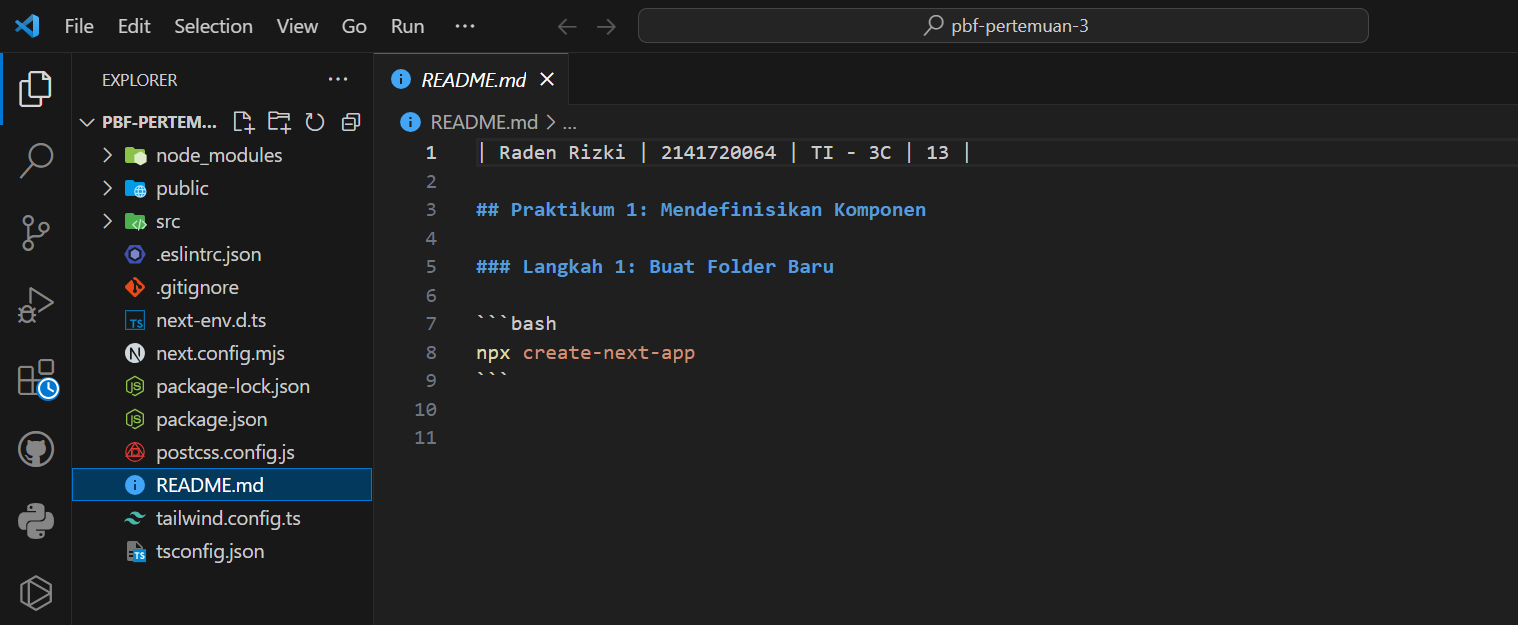 File Edit Selection View Go Run ···
pbf-pertemuan-3
EXPLORER ···
PBF-PERTEM...
node_modules
public
src
.eslintrc.json
.gitignore
next-env.d.ts
next.config.mjs
package-lock.json
package.json
postcss.config.js
README.md
tailwind.config.ts
tsconfig.json
README.md
README.md > ...
1 | Raden Rizki | 2141720064 | TI - 3C | 13 |
2
3 ## Praktikum 1: Mendefinisikan Komponen
4
5 ### Langkah 1: Buat Folder Baru
6
7 ```bash
8 npx create-next-app
9 ```
10
11